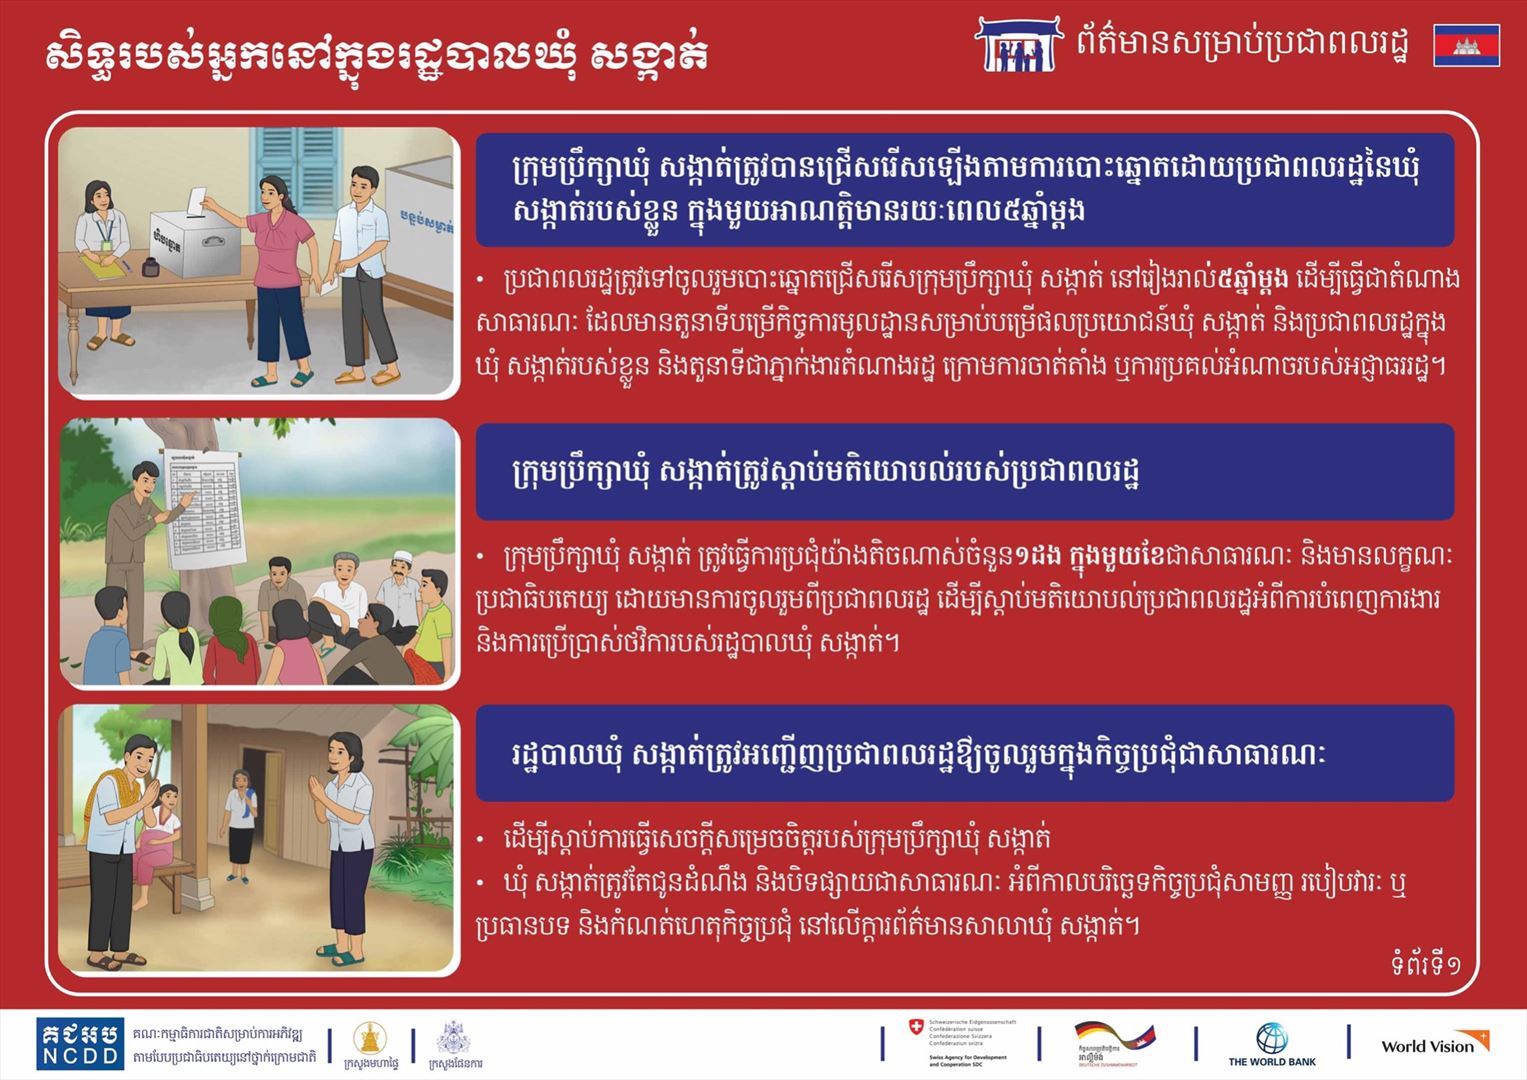 សិទ្ធរបស់អ្នកនៅក្នុងរដ្ឋបាលឃុំ សង្កាត់
ព័ត៌មានសម្រាប់ប្រជាពលរដ្ឋ
ក្រុមប្រឹក្សាឃុំ សង្កាត់ត្រូវបានជ្រើសរើសឡើងតាមការបោះឆ្នោតដោយប្រជាពលរដ្ឋនៃឃុំ
សង្កាត់របស់ខ្លួន ក្នុងមួយអាណត្តិមានរយៈពេល៥ឆ្នាំម្តង
ហិបឆ្នោត
បន្ទប់សម្ងាត់
• ប្រជាពលរដ្ឋត្រូវទៅចូលរួមបោះឆ្នោតជ្រើសរើសក្រុមប្រឹក្សាឃុំ សង្កាត់ នៅរៀងរាល់៥ឆ្នាំម្តង ដើម្បីធ្វើជាតំណាង
សាធារណៈ ដែលមានតួនាទីបម្រើកិច្ចការមូលដ្ឋានសម្រាប់បម្រើផលប្រយោជន៍ឃុំ សង្កាត់ និងប្រជាពលរដ្ឋក្នុង
ឃុំ សង្កាត់របស់ខ្លួន និងតួនាទីជាភ្នាក់ងារតំណាងរដ្ឋ ក្រោមការចាត់តាំង ឬការប្រគល់អំណាចរបស់អជ្ញាធររដ្ឋ។
ក្រុមប្រឹក្សាឃុំ សង្កាត់ត្រូវស្តាប់មតិយោបល់របស់ប្រជាពលរដ្ឋ
• ក្រុមប្រឹក្សាឃុំ សង្កាត់ ត្រូវធ្វើការប្រជុំយ៉ាងតិចណាស់ចំនួន១ដង ក្នុងមួយខែជាសាធារណៈ និងមានលក្ខណៈ
ប្រជាធិបតេយ្យ ដោយមានការចូលរួមពីប្រជាពលរដ្ឋ ដើម្បីស្តាប់មតិយោបល់ប្រជាពលរដ្ឋអំពីការបំពេញការងារ
និងការប្រើប្រាស់ថវិការបស់រដ្ឋបាលឃុំ សង្កាត់។
រដ្ឋបាលឃុំ សង្កាត់ត្រូវអញ្ជើញប្រជាពលរដ្ឋឱ្យចូលរួមក្នុងកិច្ចប្រជុំជាសាធារណៈ
• ដើម្បីស្តាប់ការធ្វើសេចក្តីសម្រេចចិត្តរបស់ក្រុមប្រឹក្សាឃុំ សង្កាត់
• ឃុំ សង្កាត់ត្រូវតែជូនដំណឹង និងបិទផ្សាយជាសាធារណៈ អំពីកាលបរិច្ឆេទកិច្ចប្រជុំសាមញ្ញ របៀបវារៈ ឬ
ប្រធានបទ និងកំណត់ហេតុកិច្ចប្រជុំ នៅលើក្តារព័ត៌មានសាលាឃុំ សង្កាត់។
ទំព័រទី១
គជអប
NCDD
គណៈកម្មាធិការជាតិសម្រាប់ការអភិវឌ្ឍ
តាមបែបប្រជាធិបតេយ្យនៅថ្នាក់ក្រោមជាតិ
ក្រសួងមហាផ្ទៃ
ក្រសួងផែនការ
Schweizerische Eidgenossenschaft
Confédération suisse
Confederazione Svizzera
Confederaziun svizra
Swiss Agency for Development
and Cooperation SDC
កិច្ចសហប្រតិបត្តិការ
អាល្លឺម៉ង់
DEUTSCHE ZUSAMMENARBEIT
THE WORLD BANK
World Vision